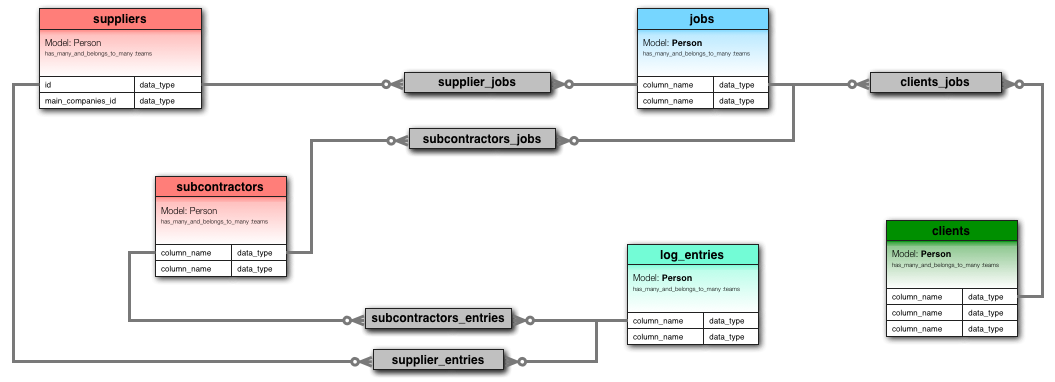 suppliers
Model: Person
has_many_and_belongs_to_many :teams
id data_type
main_companies_id data_type
supplier_jobs
jobs
Model: Person
has_many_and_belongs_to_many :teams
column_name data_type
column_name data_type
clients_jobs
subcontractors_jobs
subcontractors
Model: Person
has_many_and_belongs_to_many :teams
column_name data_type
column_name data_type
log_entries
Model: Person
has_many_and_belongs_to_many :teams
column_name data_type
column_name data_type
clients
Model: Person
has_many_and_belongs_to_many :teams
column_name data_type
column_name data_type
column_name data_type
subcontractors_entries
supplier_entries